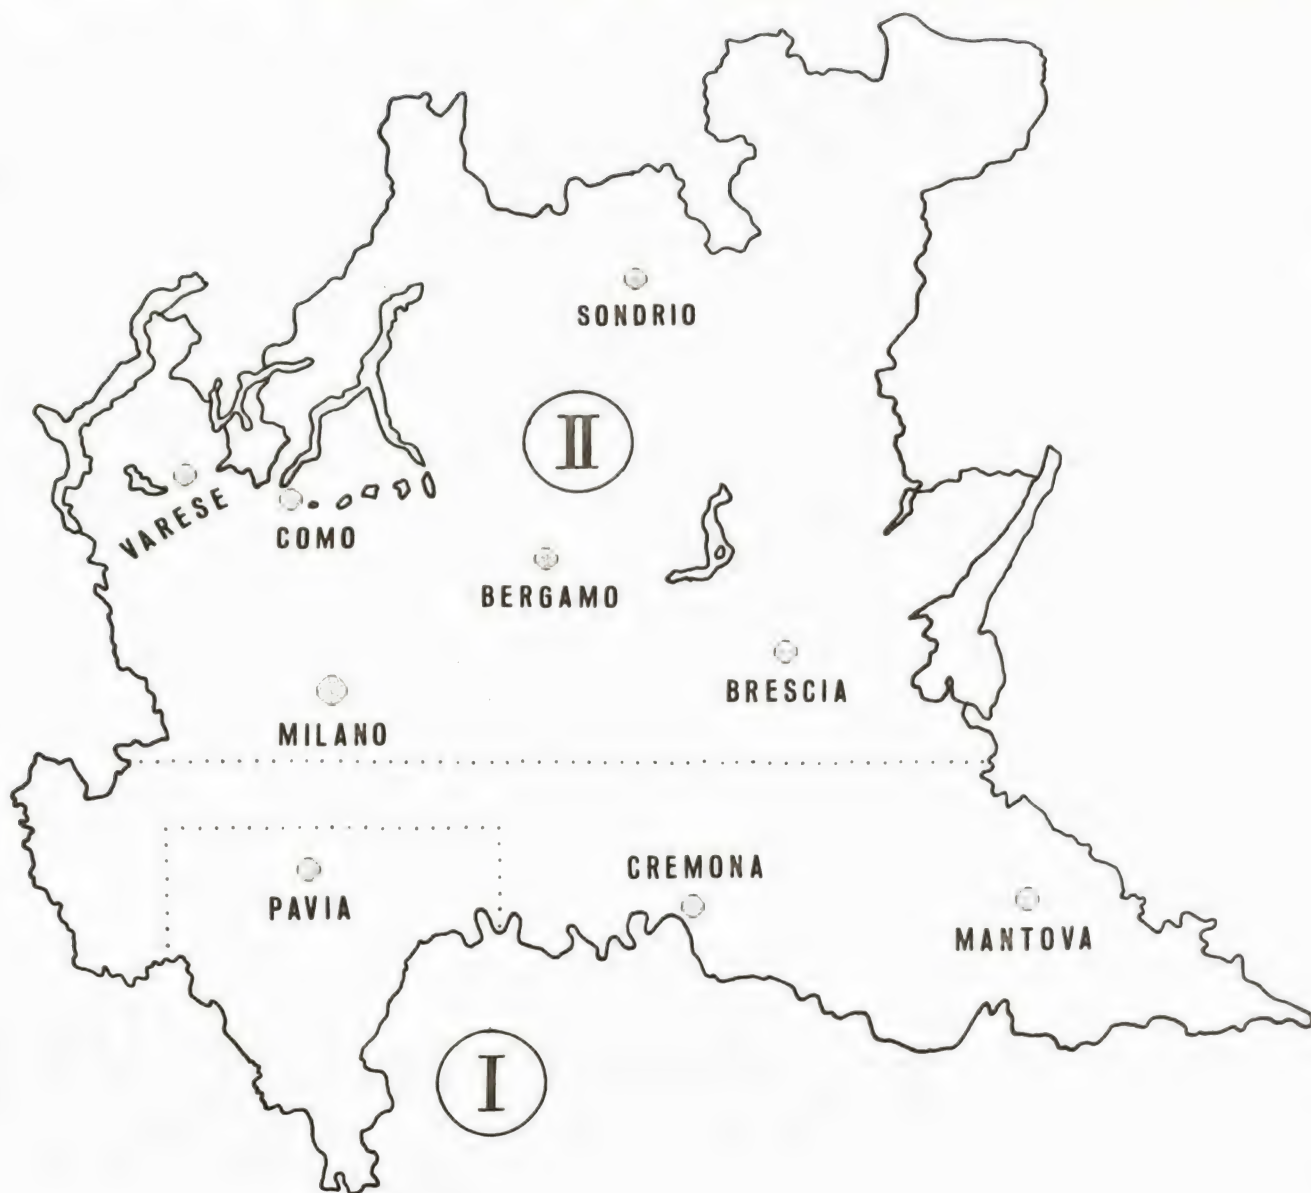 SONDRIO
II
VARESE
COMO
BERGAMO
BRESCIA
MILANO
CREMONA
PAVIA
MANTOVA
I